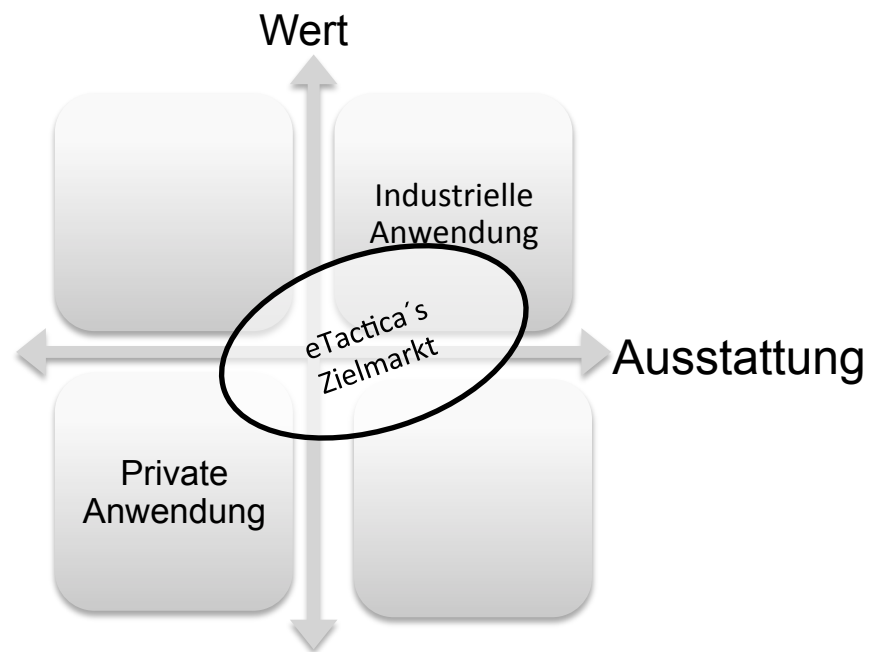 Wert
Industrielle
Anwendung
eTactica´s
Zielmarkt
Ausstattung
Private
Anwendung